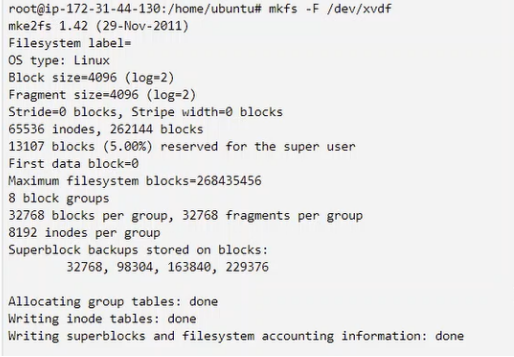 root@ip-172-31-44-130:/home/ubuntu# mkfs -F /dev/xvdf
mke2fs 1.42 (29-Nov-2011)
Filesystem label=
OS type: Linux
Block size=4096 (log=2)
Fragment size=4096 (log=2)
Stride=0 blocks, Stripe width=0 blocks
65536 inodes, 262144 blocks
13107 blocks (5.00%) reserved for the super user
First data block=0
Maximum filesystem blocks=268435456
8 block groups
32768 blocks per group, 32768 fragments per group
8192 inodes per group
Superblock backups stored on blocks:
32768, 98304, 163840, 229376
Allocating group tables: done
Writing inode tables: done
Writing superblocks and filesystem accounting information: done